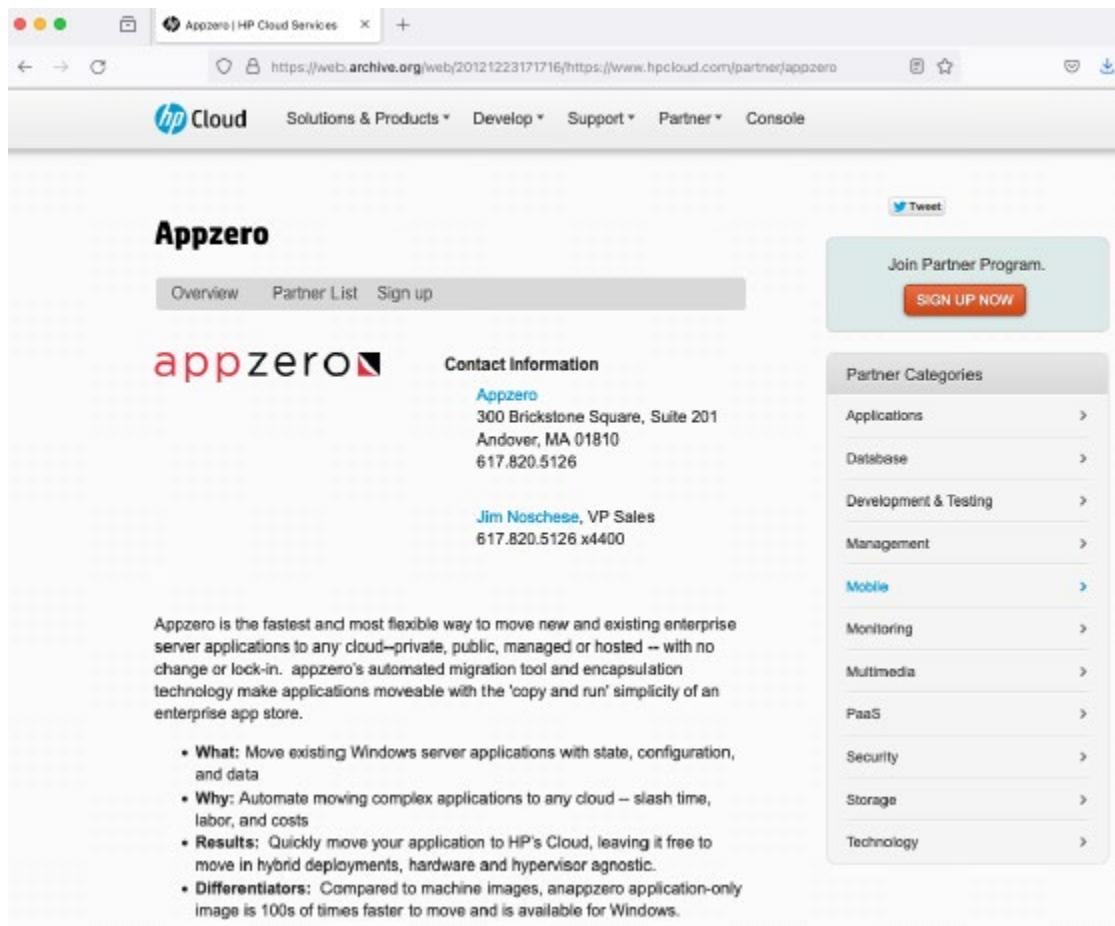 Appzero | HP Cloud Services
https://web.archive.org/web/20121223171716/https://www.hpcloud.com/partner/appzero
hp Cloud Solutions & Products Develop Support Partner Console
Tweet
Appzero
Overview Partner List Sign up
appzero
Contact Information
Appzero
300 Brickstone Square, Suite 201
Andover, MA 01810
617.820.5126
Jim Noschese, VP Sales
617.820.5126 x4400
Appzero is the fastest and most flexible way to move new and existing enterprise
server applications to any cloud--private, public, managed or hosted -- with no
change or lock-in. appzero's automated migration tool and encapsulation
technology make applications moveable with the 'copy and run' simplicity of an
enterprise app store.
• What: Move existing Windows server applications with state, configuration,
and data
• Why: Automate moving complex applications to any cloud -- slash time,
labor, and costs
• Results: Quickly move your application to HP's Cloud, leaving it free to
move in hybrid deployments, hardware and hypervisor agnostic.
• Differentiators: Compared to machine images, anappzero application-only
image is 100s of times faster to move and is available for Windows.
Join Partner Program.
SIGN UP NOW
Partner Categories
Applications
Database
Development & Testing
Management
Mobile
Monitoring
Multimedia
PaaS
Security
Storage
Technology